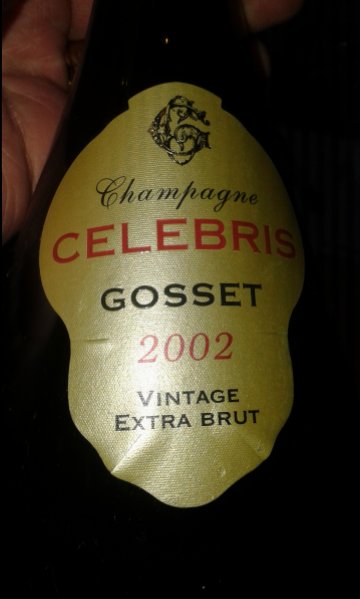 Champagne
CELEBRIS
GOSSET
2002
VINTAGE
EXTRA BRUT